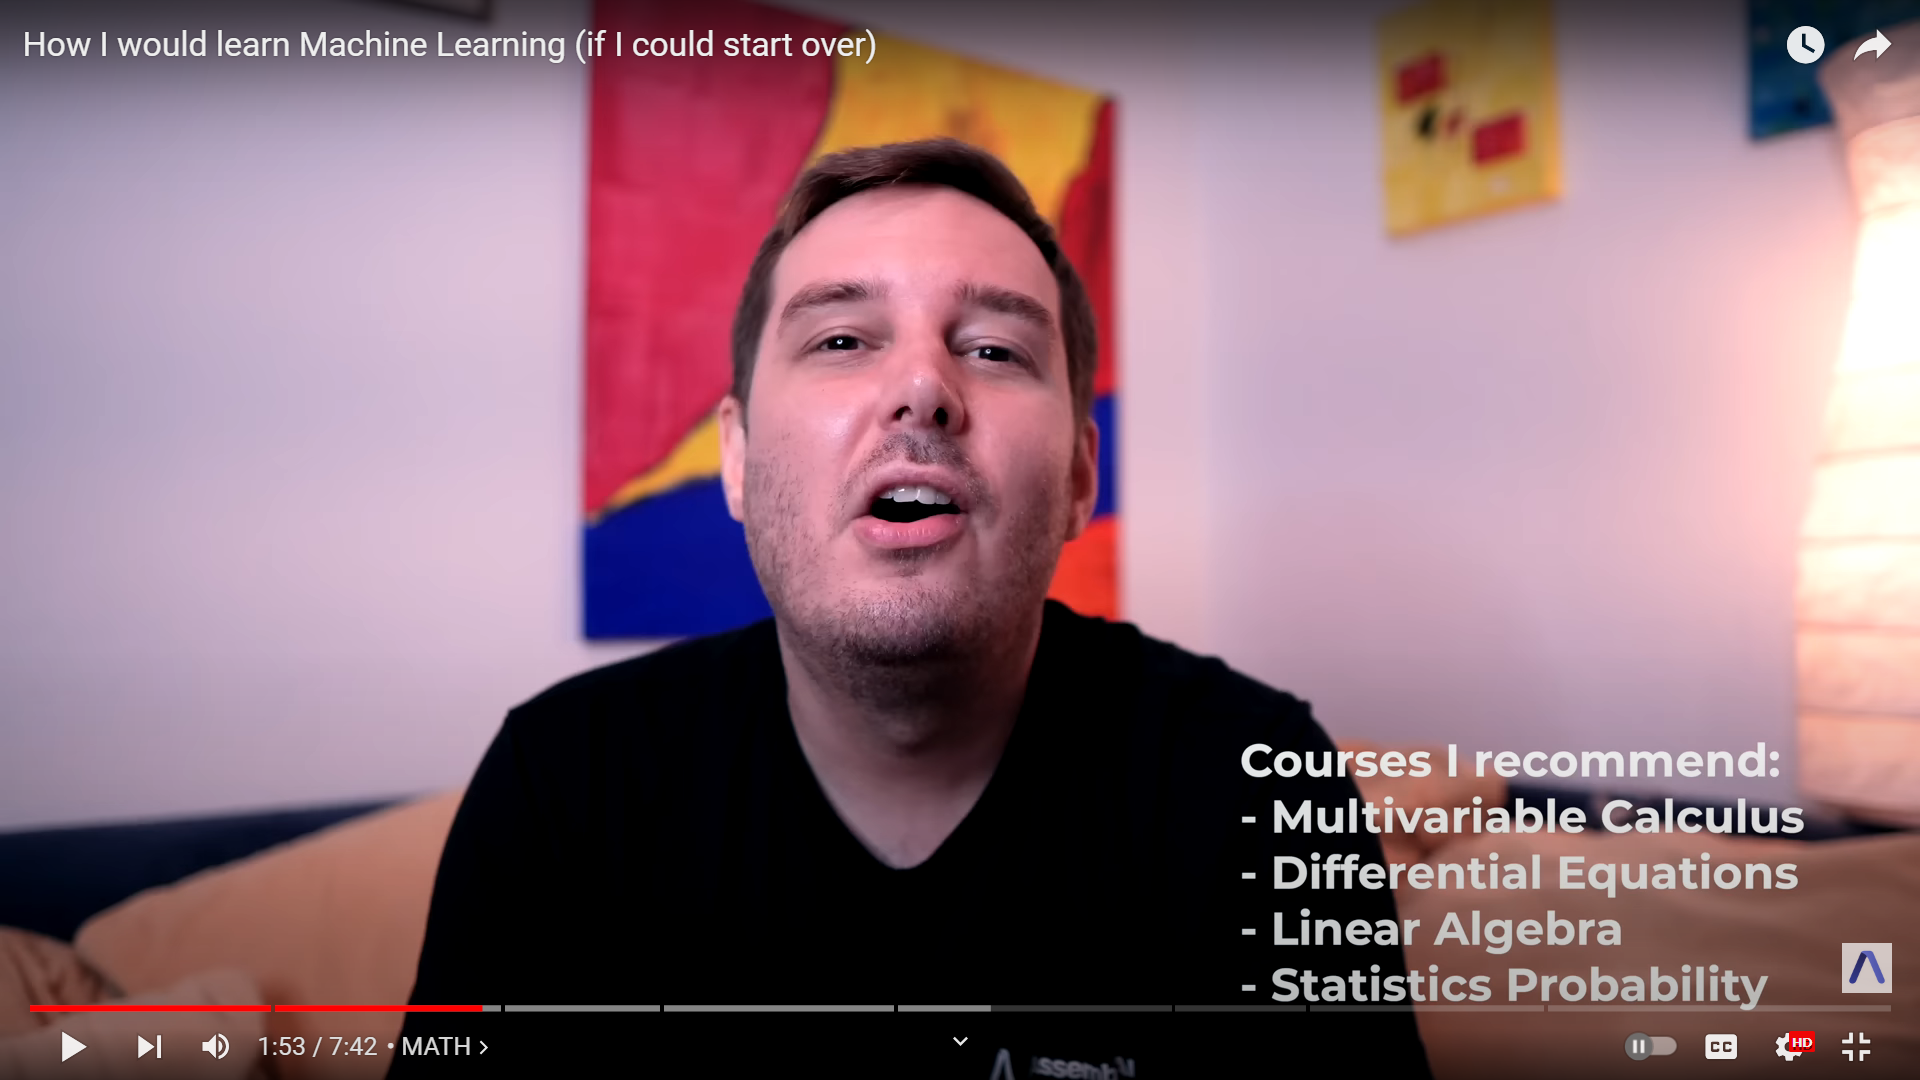 How I would learn Machine Learning (if I could start over)
Courses I recommend:
- Multivariable Calculus
- Differential Equations
- Linear Algebra
- Statistics Probability
1:53 / 7:42 • MATH
CC
HD